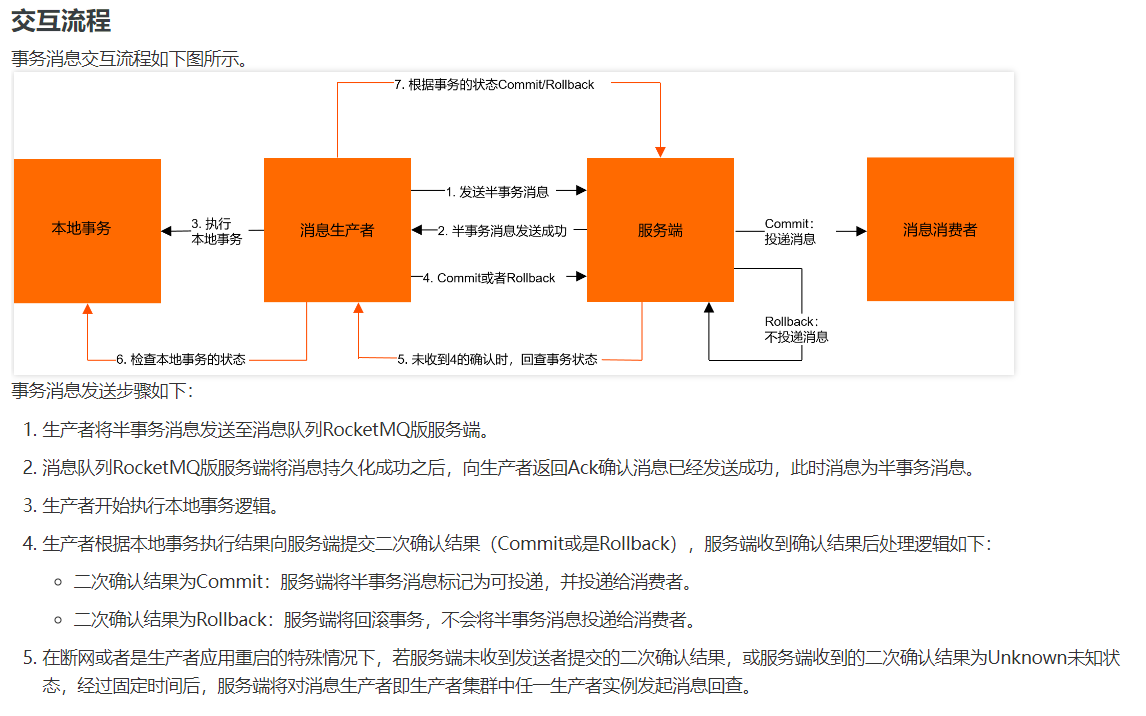 交互流程
事务消息交互流程如下图所示。
7. 根据事务的状态Commit/Rollback
本地事务
3. 执行
本地事务
消息生产者
1. 发送半事务消息
2. 半事务消息发送成功
4. Commit或者Rollback
服务端
Commit：
投递消息
消息消费者
Rollback：
不投递消息
6. 检查本地事务的状态
5. 未收到4的确认时，回查事务状态
事务消息发送步骤如下：
1. 生产者将半事务消息发送至消息队列RocketMQ版服务端。
2. 消息队列RocketMQ版服务端将消息持久化成功之后，向生产者返回Ack确认消息已经发送成功，此时消息为半事务消息。
3. 生产者开始执行本地事务逻辑。
4. 生产者根据本地事务执行结果向服务端提交二次确认结果（Commit或是Rollback），服务端收到确认结果后处理逻辑如下：
二次确认结果为Commit：服务端将半事务消息标记为可投递，并投递给消费者。
二次确认结果为Rollback：服务端将回滚事务，不会将半事务消息投递给消费者。
5. 在断网或者是生产者应用重启的特殊情况下，若服务端未收到发送者提交的二次确认结果，或服务端收到的二次确认结果为Unknown未知状
态，经过固定时间后，服务端将对消息生产者即生产者集群中任一生产者实例发起消息回查。